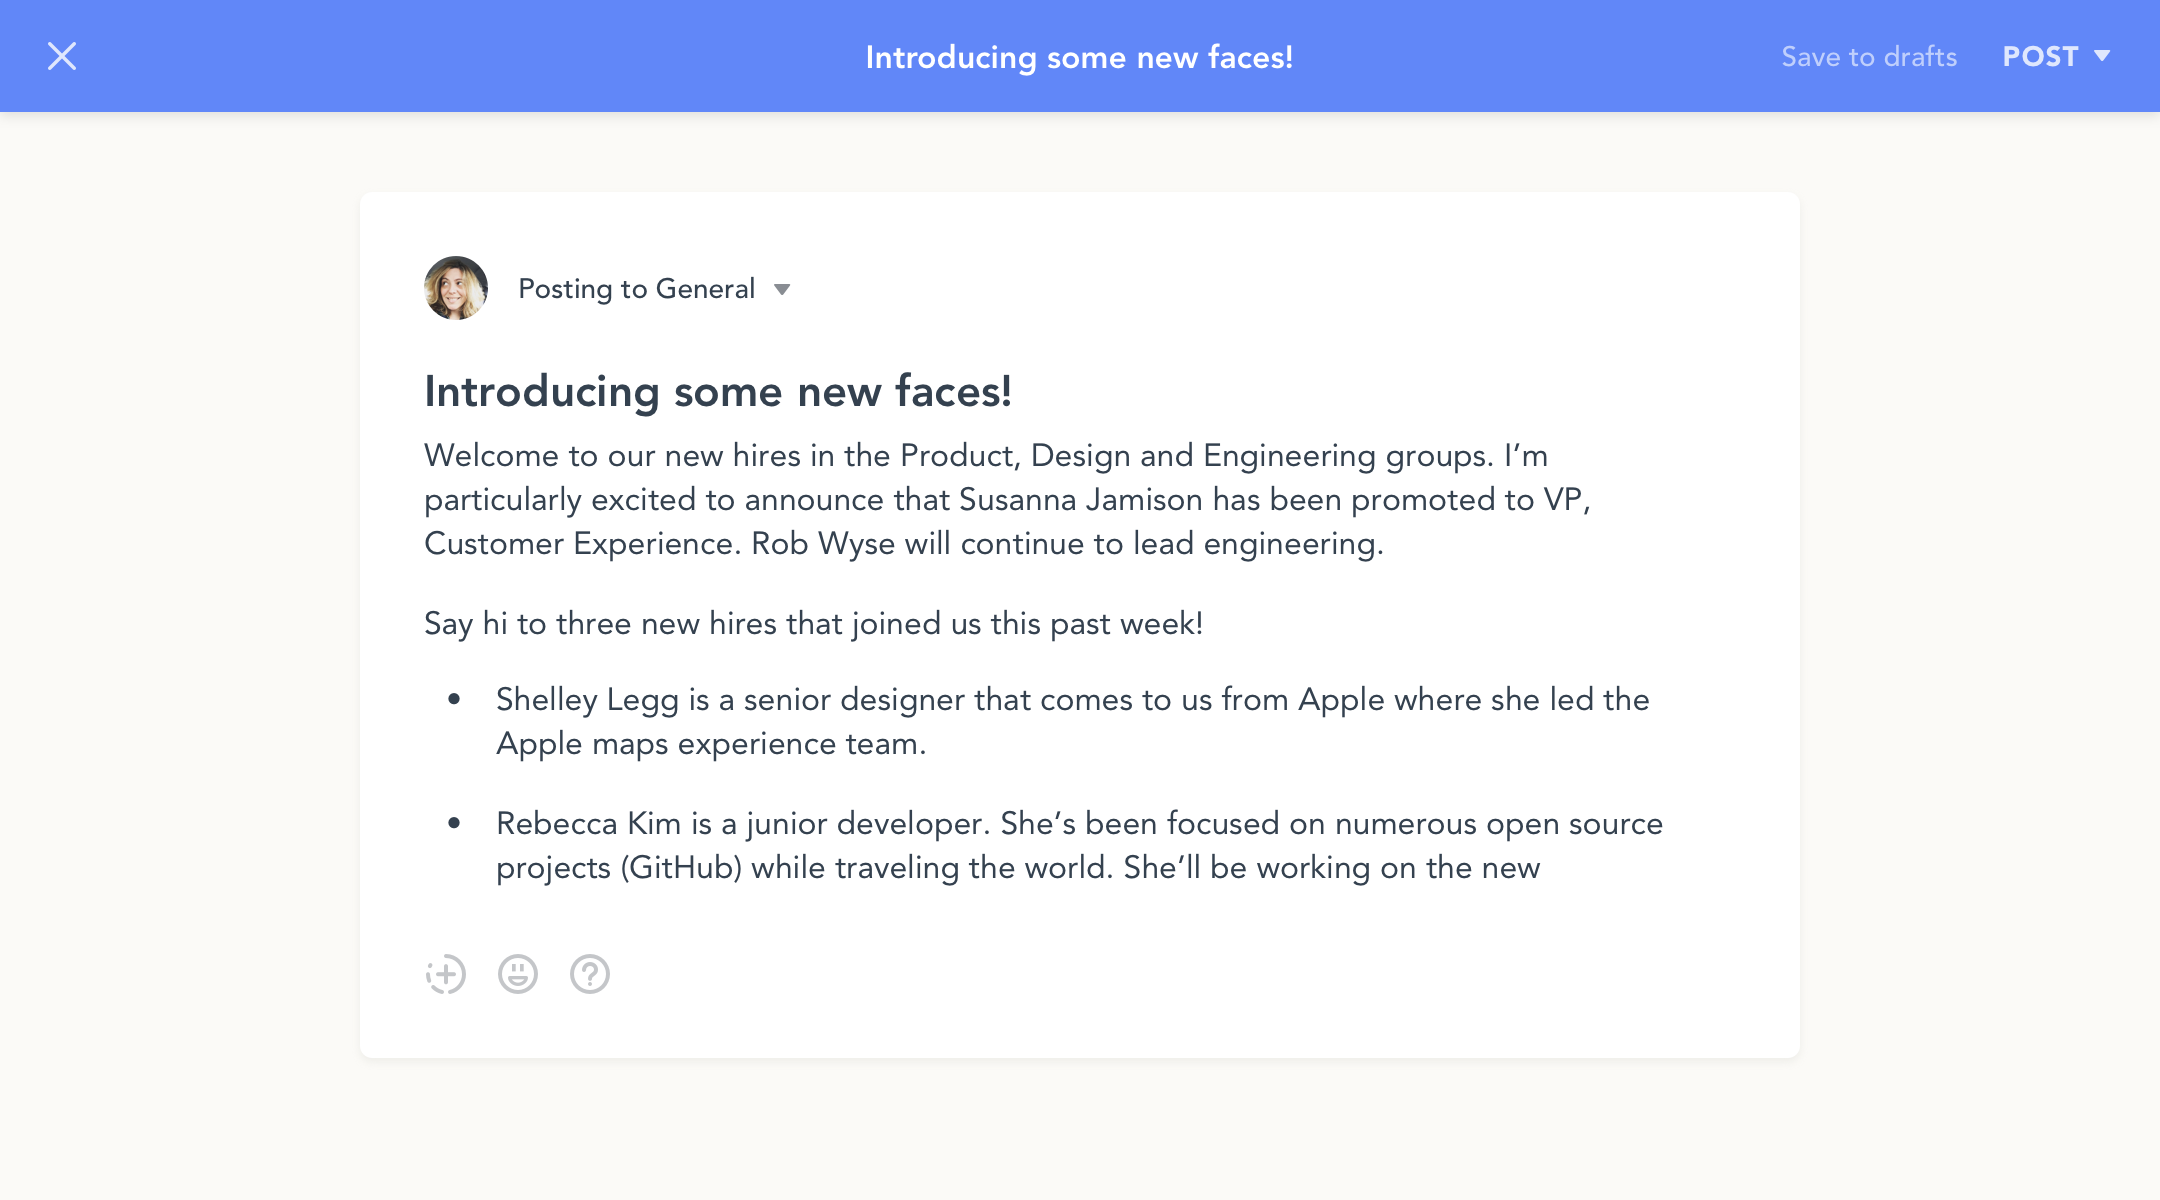 Introducing some new faces!
Save to drafts
POST
Posting to General
Introducing some new faces!
Welcome to our new hires in the Product, Design and Engineering groups. I’m
particularly excited to announce that Susanna Jamison has been promoted to VP,
Customer Experience. Rob Wyse will continue to lead engineering.
Say hi to three new hires that joined us this past week!
• Shelley Legg is a senior designer that comes to us from Apple where she led the
Apple maps experience team.
• Rebecca Kim is a junior developer. She’s been focused on numerous open source
projects (GitHub) while traveling the world. She’ll be working on the new